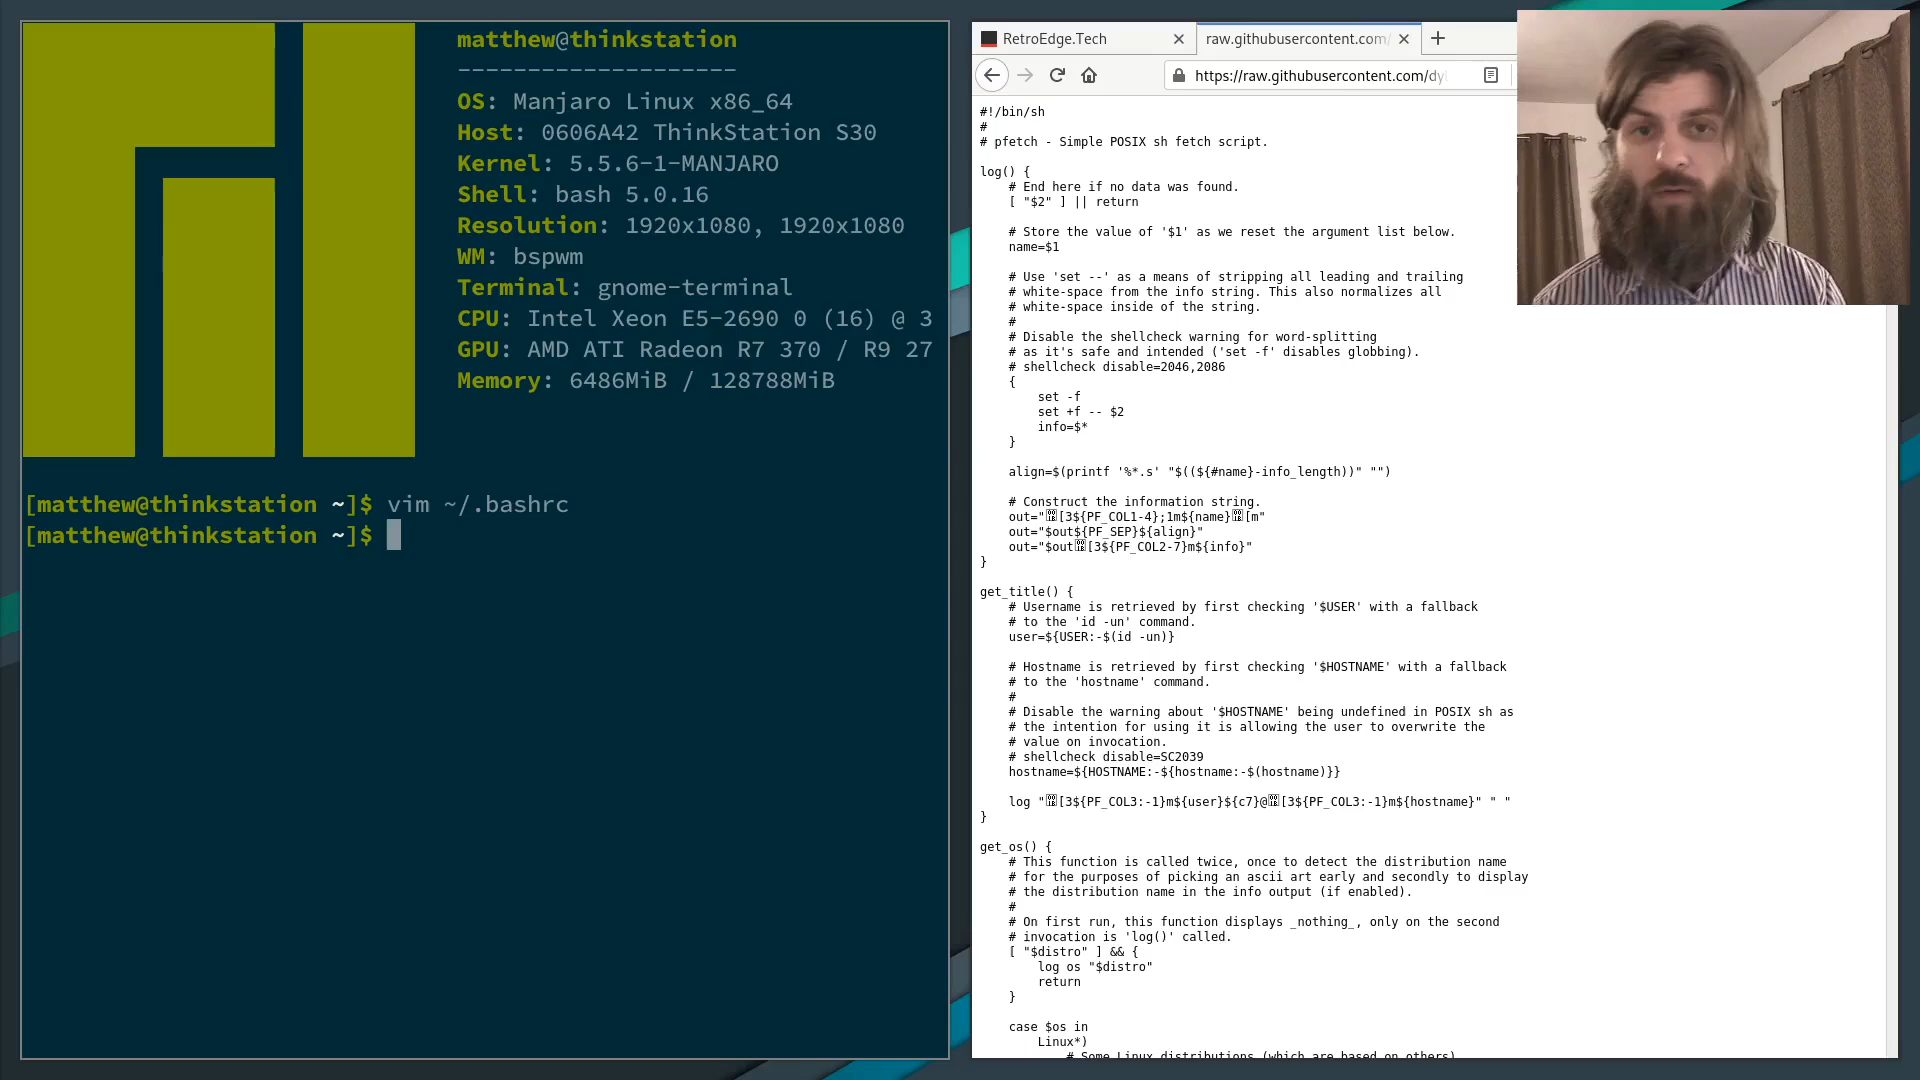 matthew@thinkstation
--------------------
OS: Manjaro Linux x86_64
Host: 0606A42 ThinkStation S30
Kernel: 5.5.6-1-MANJARO
Shell: bash 5.0.16
Resolution: 1920x1080, 1920x1080
WM: bspwm
Terminal: gnome-terminal
CPU: Intel Xeon E5-2690 0 (16) @ 3
GPU: AMD ATI Radeon R7 370 / R9 27
Memory: 6486MiB / 128788MiB
[matthew@thinkstation ~]$ vim ~/.bashrc
[matthew@thinkstation ~]$
RetroEdge.Tech
raw.githubusercontent.com/
https://raw.githubusercontent.com/dyl
#!/bin/sh
#
# pfetch - Simple POSIX sh fetch script.
log() {
# End here if no data was found.
[ "$2" ] || return
# Store the value of '$1' as we reset the argument list below.
name=$1
# Use 'set --' as a means of stripping all leading and trailing
# white-space from the info string. This also normalizes all
# white-space inside of the string.
#
# Disable the shellcheck warning for word-splitting
# as it's safe and intended ('set -f' disables globbing).
# shellcheck disable=2046,2086
{
set -f
set +f -- $2
info=$*
}
align=$(printf '%*.s' "$((${#name}-info_length))" "")
# Construct the information string.
out="[3${PF_COL1-4};1m${name}[m"
out="$out${PF_SEP}${align}"
out="$out[3${PF_COL2-7}m${info}"
}
get_title() {
# Username is retrieved by first checking '$USER' with a fallback
# to the 'id -un' command.
user=${USER:-$(id -un)}
# Hostname is retrieved by first checking '$HOSTNAME' with a fallback
# to the 'hostname' command.
#
# Disable the warning about '$HOSTNAME' being undefined in POSIX sh as
# the intention for using it is allowing the user to overwrite the
# value on invocation.
# shellcheck disable=SC2039
hostname=${HOSTNAME:-${hostname:-$(hostname)}}
log "[3${PF_COL3:-1}m${user}${c7}@[3${PF_COL3:-1}m${hostname}" " "
}
get_os() {
# This function is called twice, once to detect the distribution name
# for the purposes of picking an ascii art early and secondly to display
# the distribution name in the info output (if enabled).
#
# On first run, this function displays _nothing_, only on the second
# invocation is 'log()' called.
[ "$distro" ] && {
log os "$distro"
return
}
case $os in
Linux*)
# Some Linux distributions (which are based on others)